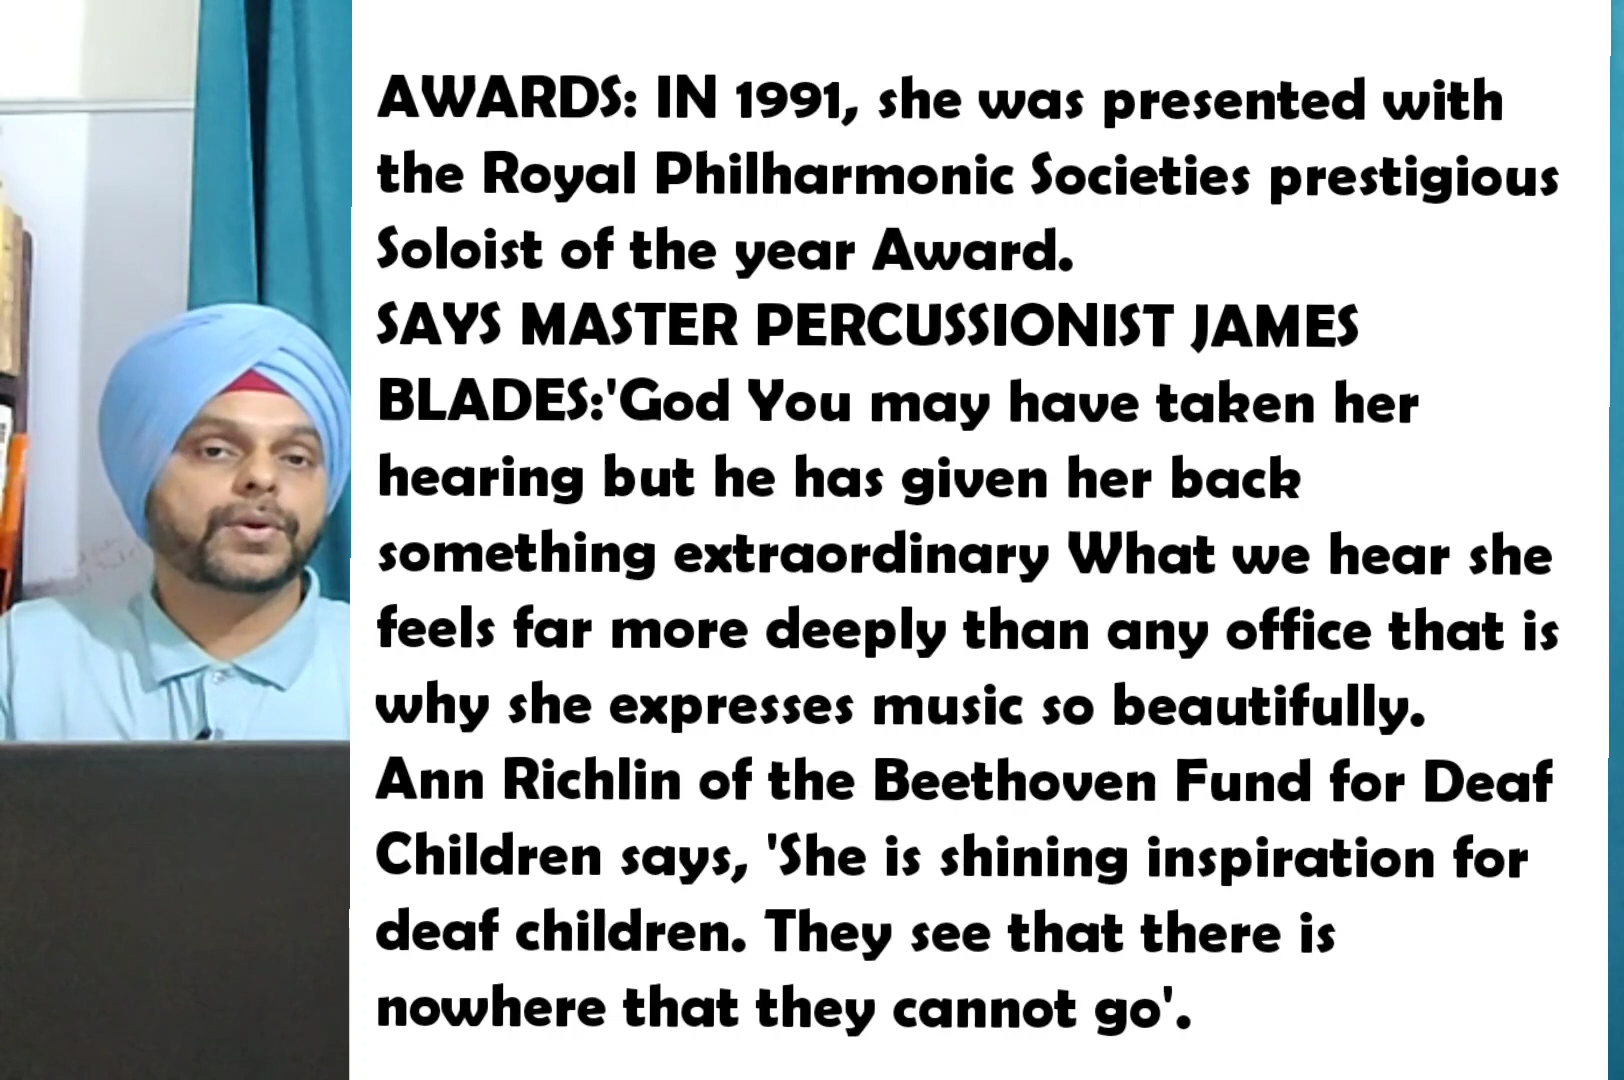 AWARDS: IN 1991, she was presented with
the Royal Philharmonic Societies prestigious
Soloist of the year Award.
SAYS MASTER PERCUSSIONIST JAMES
BLADES:'God You may have taken her
hearing but he has given her back
something extraordinary What we hear she
feels far more deeply than any office that is
why she expresses music so beautifully.
Ann Richlin of the Beethoven Fund for Deaf
Children says, 'She is shining inspiration for
deaf children. They see that there is
nowhere that they cannot go'.